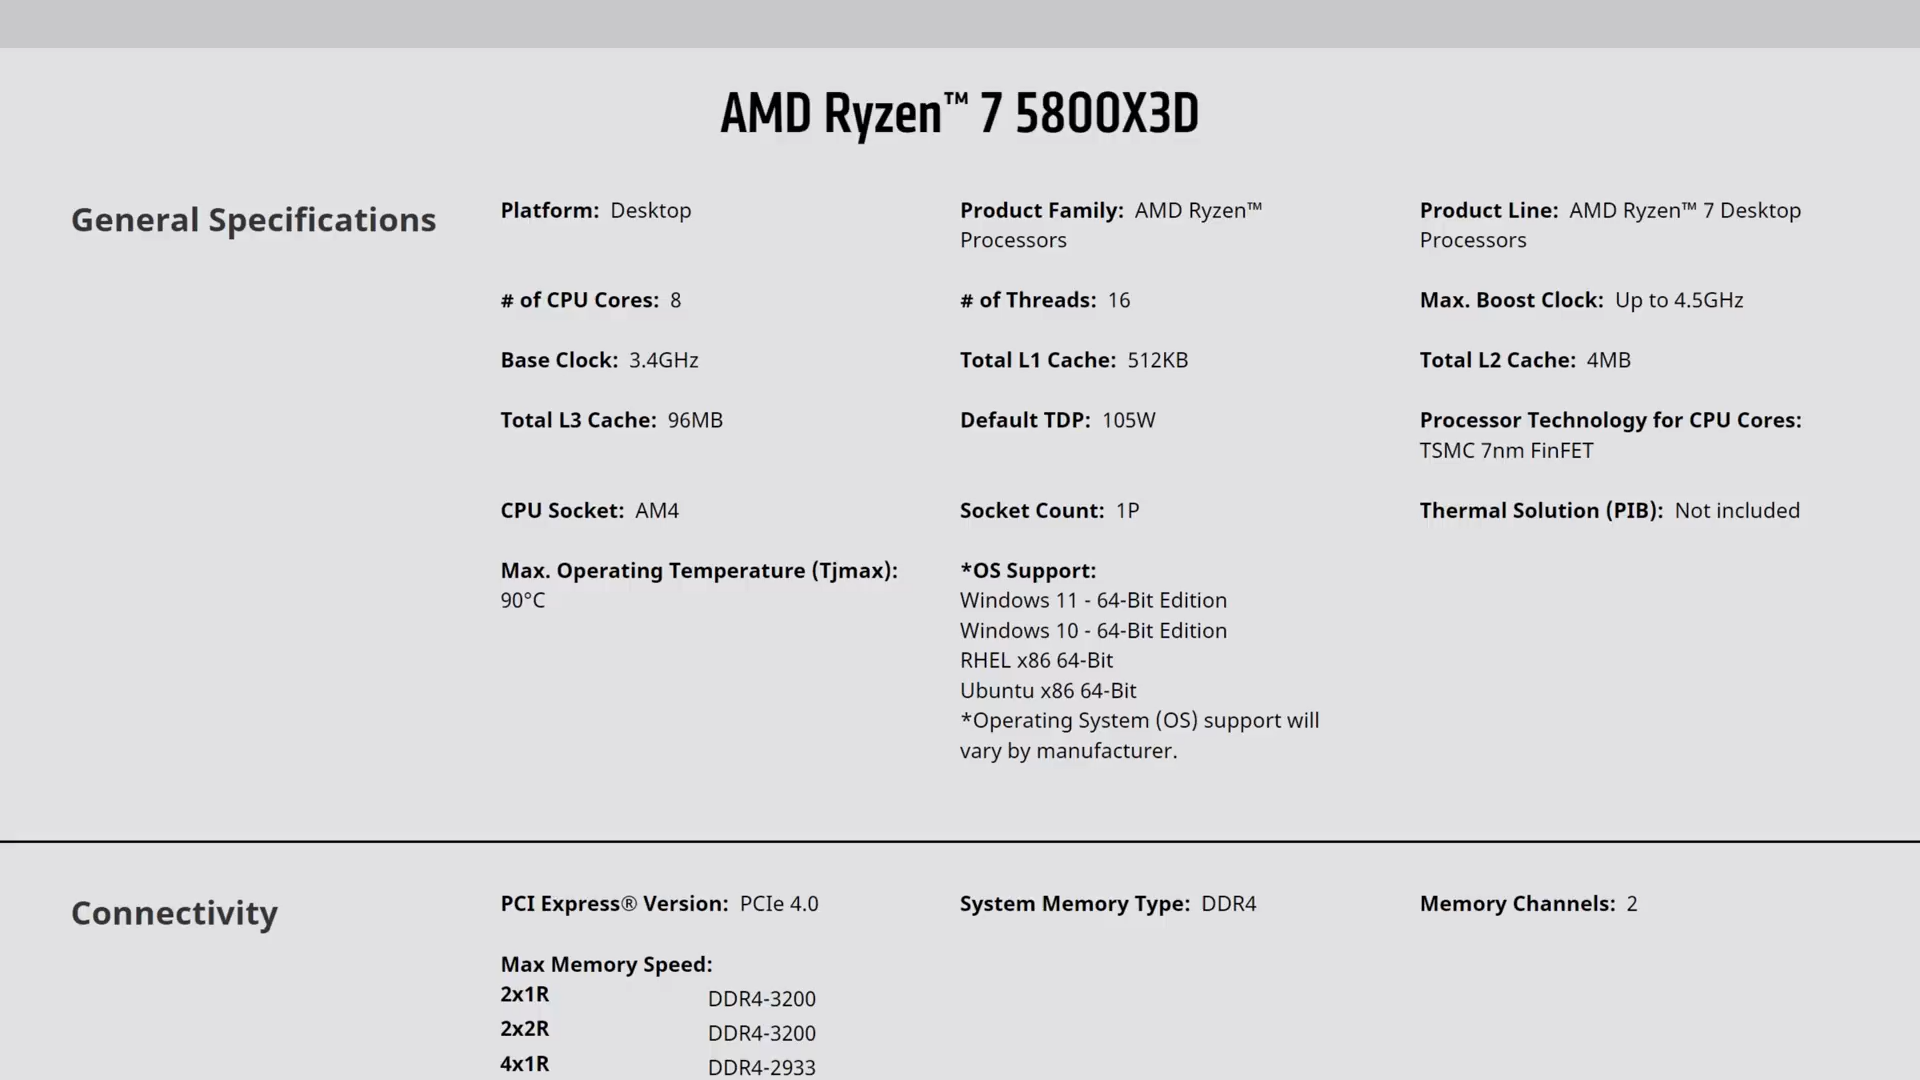 AMD Ryzen™ 7 5800X3D
General Specifications
Platform: Desktop
Product Family: AMD Ryzen™
Processors
Product Line: AMD Ryzen™ 7 Desktop
Processors
# of CPU Cores: 8
# of Threads: 16
Max. Boost Clock: Up to 4.5GHz
Base Clock: 3.4GHz
Total L1 Cache: 512KB
Total L2 Cache: 4MB
Total L3 Cache: 96MB
Default TDP: 105W
Processor Technology for CPU Cores:
TSMC 7nm FinFET
CPU Socket: AM4
Socket Count: 1P
Thermal Solution (PIB): Not included
Max. Operating Temperature (Tjmax):
90°C
*OS Support:
Windows 11 - 64-Bit Edition
Windows 10 - 64-Bit Edition
RHEL x86 64-Bit
Ubuntu x86 64-Bit
*Operating System (OS) support will
vary by manufacturer.
Connectivity
PCI Express® Version: PCIe 4.0
System Memory Type: DDR4
Memory Channels: 2
Max Memory Speed:
2x1R DDR4-3200
2x2R DDR4-3200
4x1R DDR4-2933